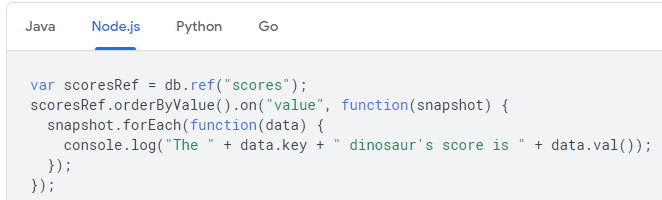 Java Node.js Python Go
var scoresRef = db.ref("scores");
scoresRef.orderByValue().on("value", function(snapshot) {
  snapshot.forEach(function(data) {
    console.log("The " + data.key + " dinosaur's score is " + data.val());
  });
});